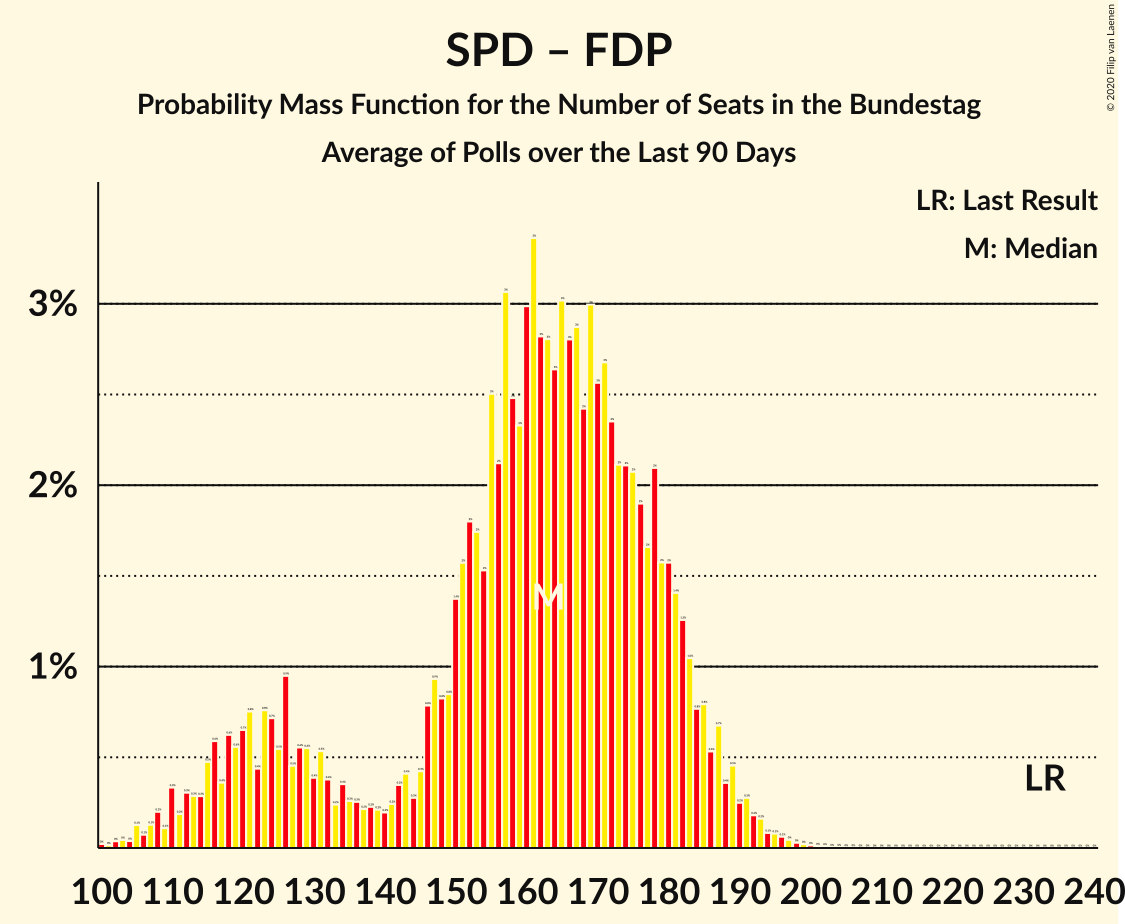 © 2020 Filip van Laenen
SPD – FDP
Probability Mass Function for the Number of Seats in the Bundestag
Average of Polls over the Last 90 Days
LR: Last Result
M: Median
3%
2%
1%
M
LR
100 110 120 130 140 150 160 170 180 190 200 210 220 230 240